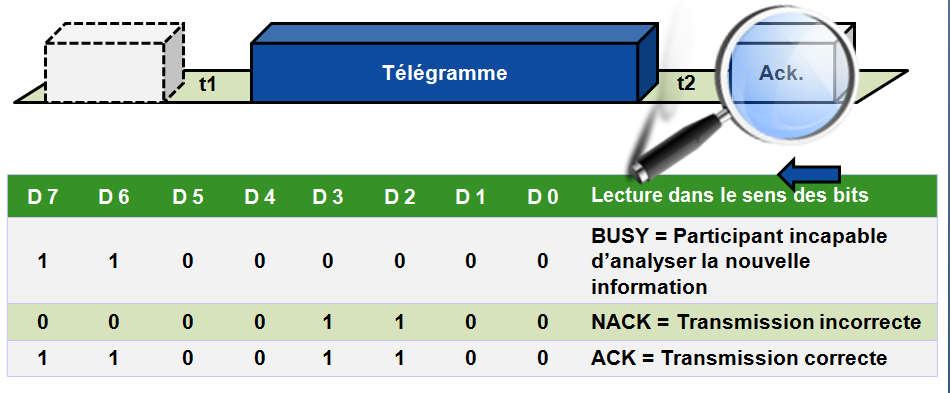 t1
Télégramme
t2
Ack.
D 7 D 6 D 5 D 4 D 3 D 2 D 1 D 0 Lecture dans le sens des bits
1 1 0 0 0 0 0 0 BUSY = Participant incapable
d’analyser la nouvelle
information
0 0 0 0 1 1 0 0 NACK = Transmission incorrecte
1 1 0 0 1 1 0 0 ACK = Transmission correcte